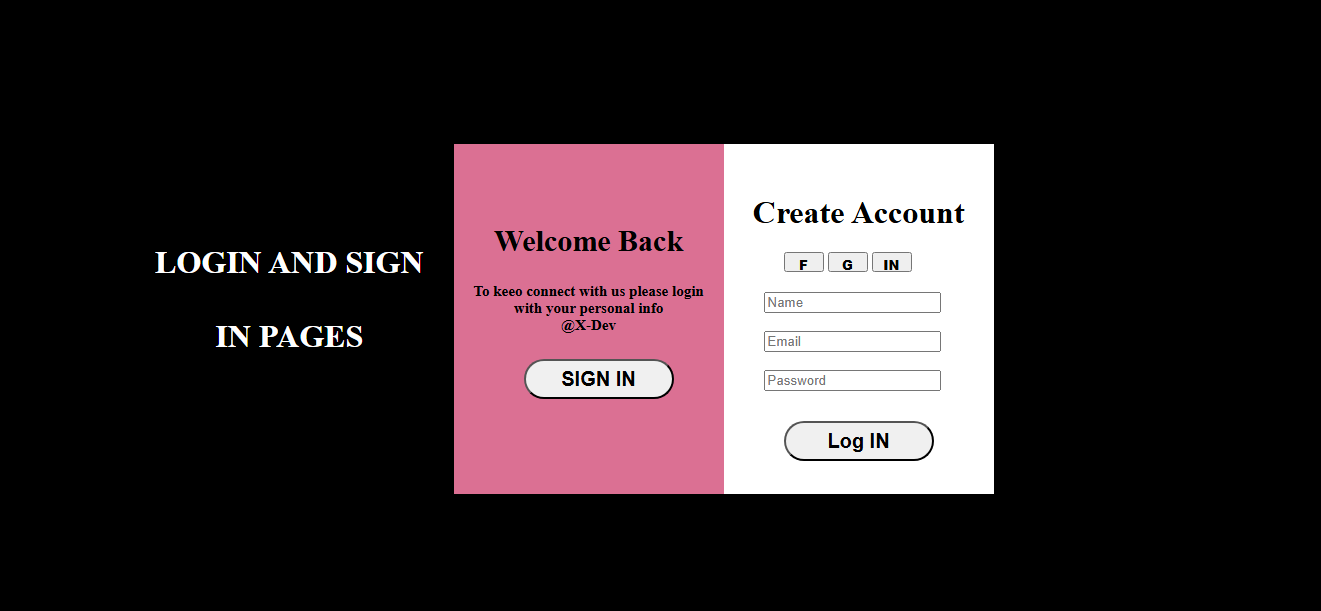 LOGIN AND SIGN
IN PAGES
Welcome Back
To keeo connect with us please login
with your personal info
@X-Dev
SIGN IN
Create Account
F G IN
Name
Email
Password
Log IN